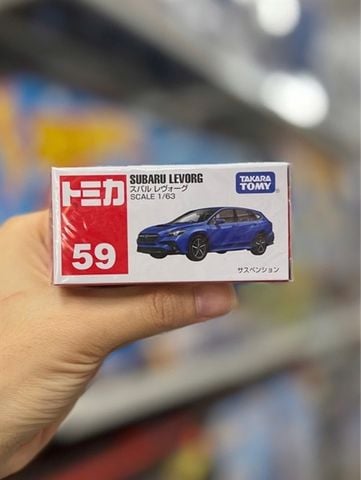 トミカ
59
SUBARU LEVORG
スバル レヴォーグ
SCALE 1/63
TAKARA
TOMY
サスペンション